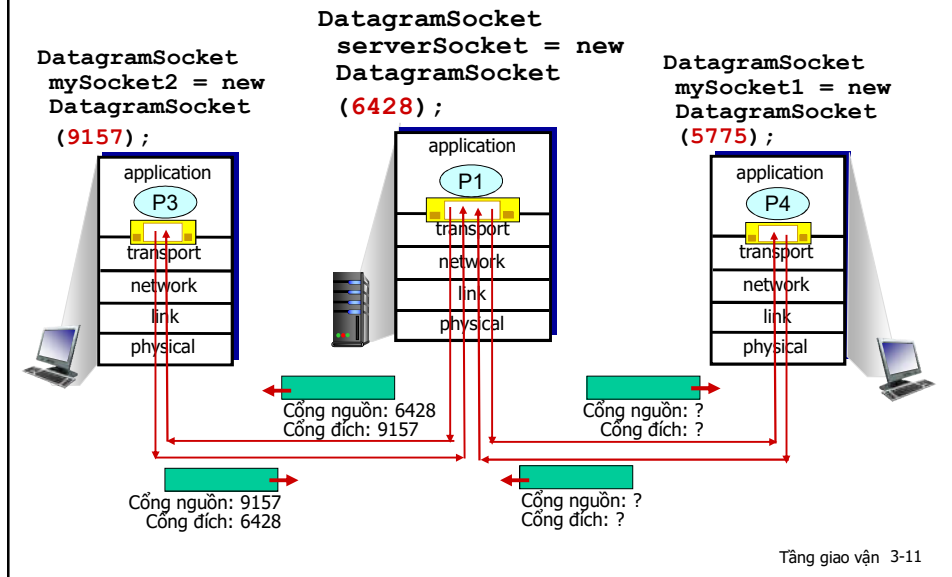 DatagramSocket
serverSocket = new
DatagramSocket
(6428);
DatagramSocket
mySocket2 = new
DatagramSocket
(9157);
DatagramSocket
mySocket1 = new
DatagramSocket
(5775);
application
P3
transport
network
link
physical
application
P1
transport
network
link
physical
application
P4
transport
network
link
physical
Cổng nguồn: 6428
Cổng đích: 9157
Cổng nguồn: ?
Cổng đích: ?
Cổng nguồn: 9157
Cổng đích: 6428
Cổng nguồn: ?
Cổng đích: ?
Tầng giao vận 3-11